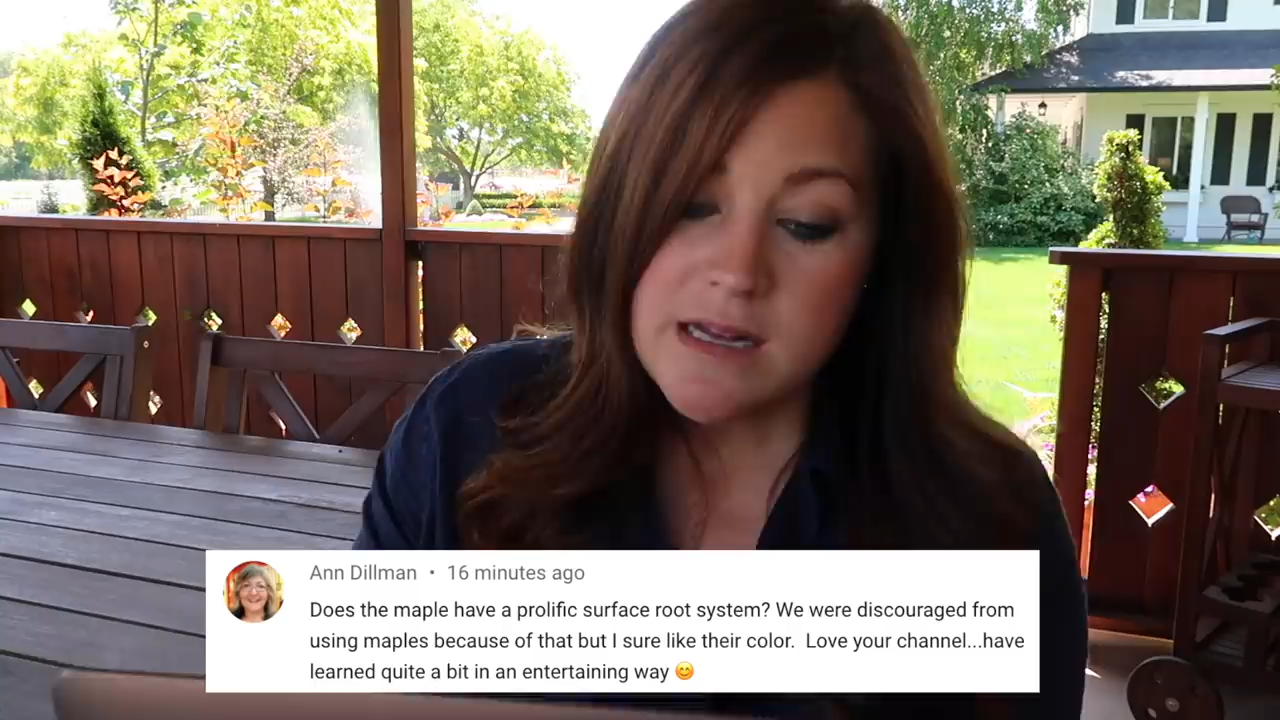 Ann Dillman • 16 minutes ago
Does the maple have a prolific surface root system? We were discouraged from
using maples because of that but I sure like their color.  Love your channel...have
learned quite a bit in an entertaining way 😊